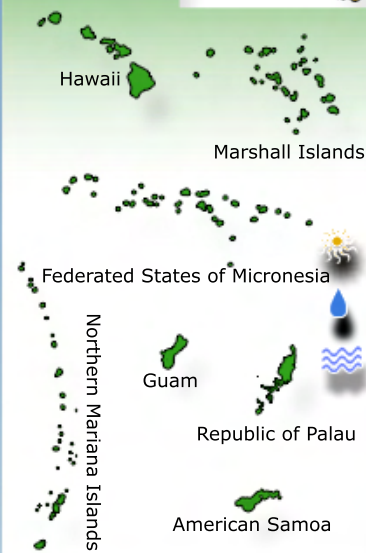 Hawaii
Marshall Islands
Federated States of Micronesia
Northern Mariana Islands
Guam
Republic of Palau
American Samoa